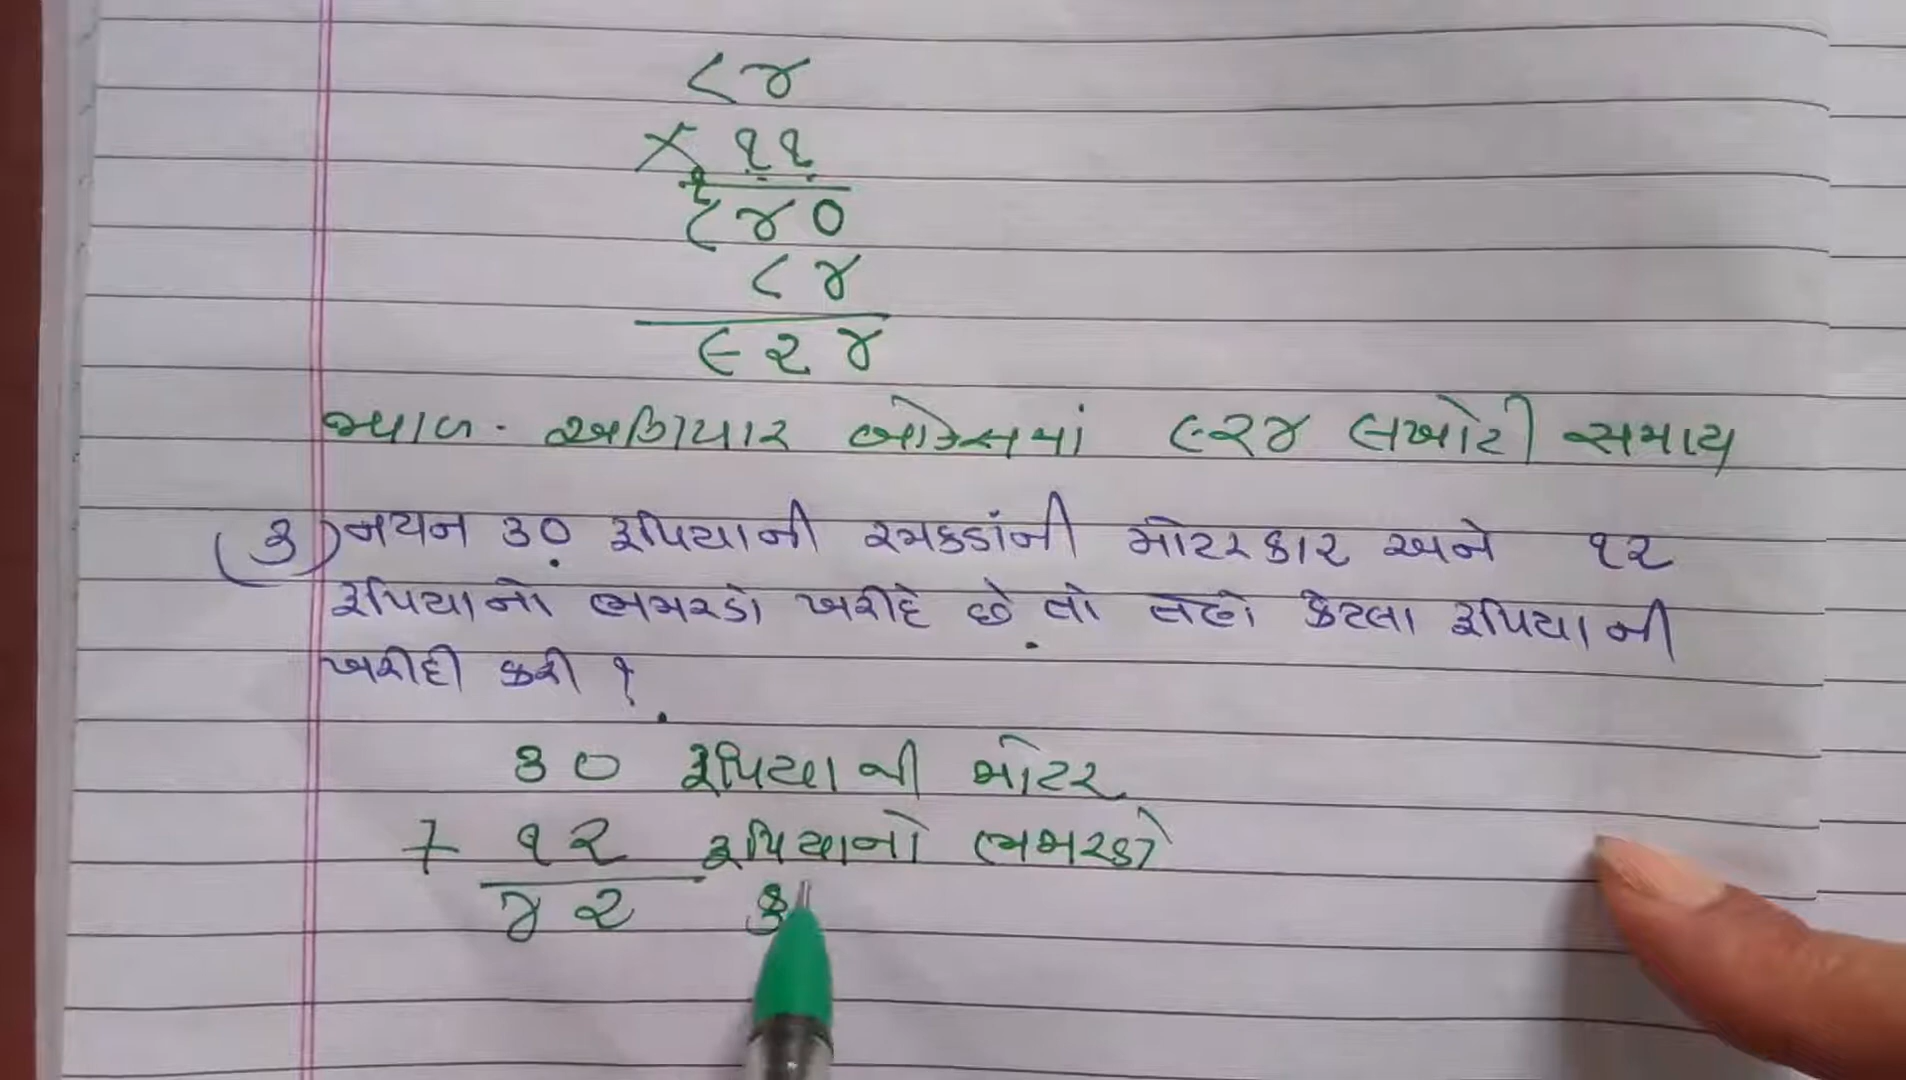 ૮૪
× ૧૧
૧
૮૪૦
૮૪
૯૨૪
જવાબ. અગિયાર બોક્સમાં ૯૨૪ લખોટી સમાય
(૩) નયન ૩૦ રૂપિયાની રમકડાંની મોટરકાર અને ૧૨
રૂપિયાનો ભમરડો ખરીદે છે તો તેણે કેટલા રૂપિયાની
ખરીદી કરી ?
૩૦ રૂપિયાની મોટર
+ ૧૨ રૂપિયાનો ભમરડો
૪૨